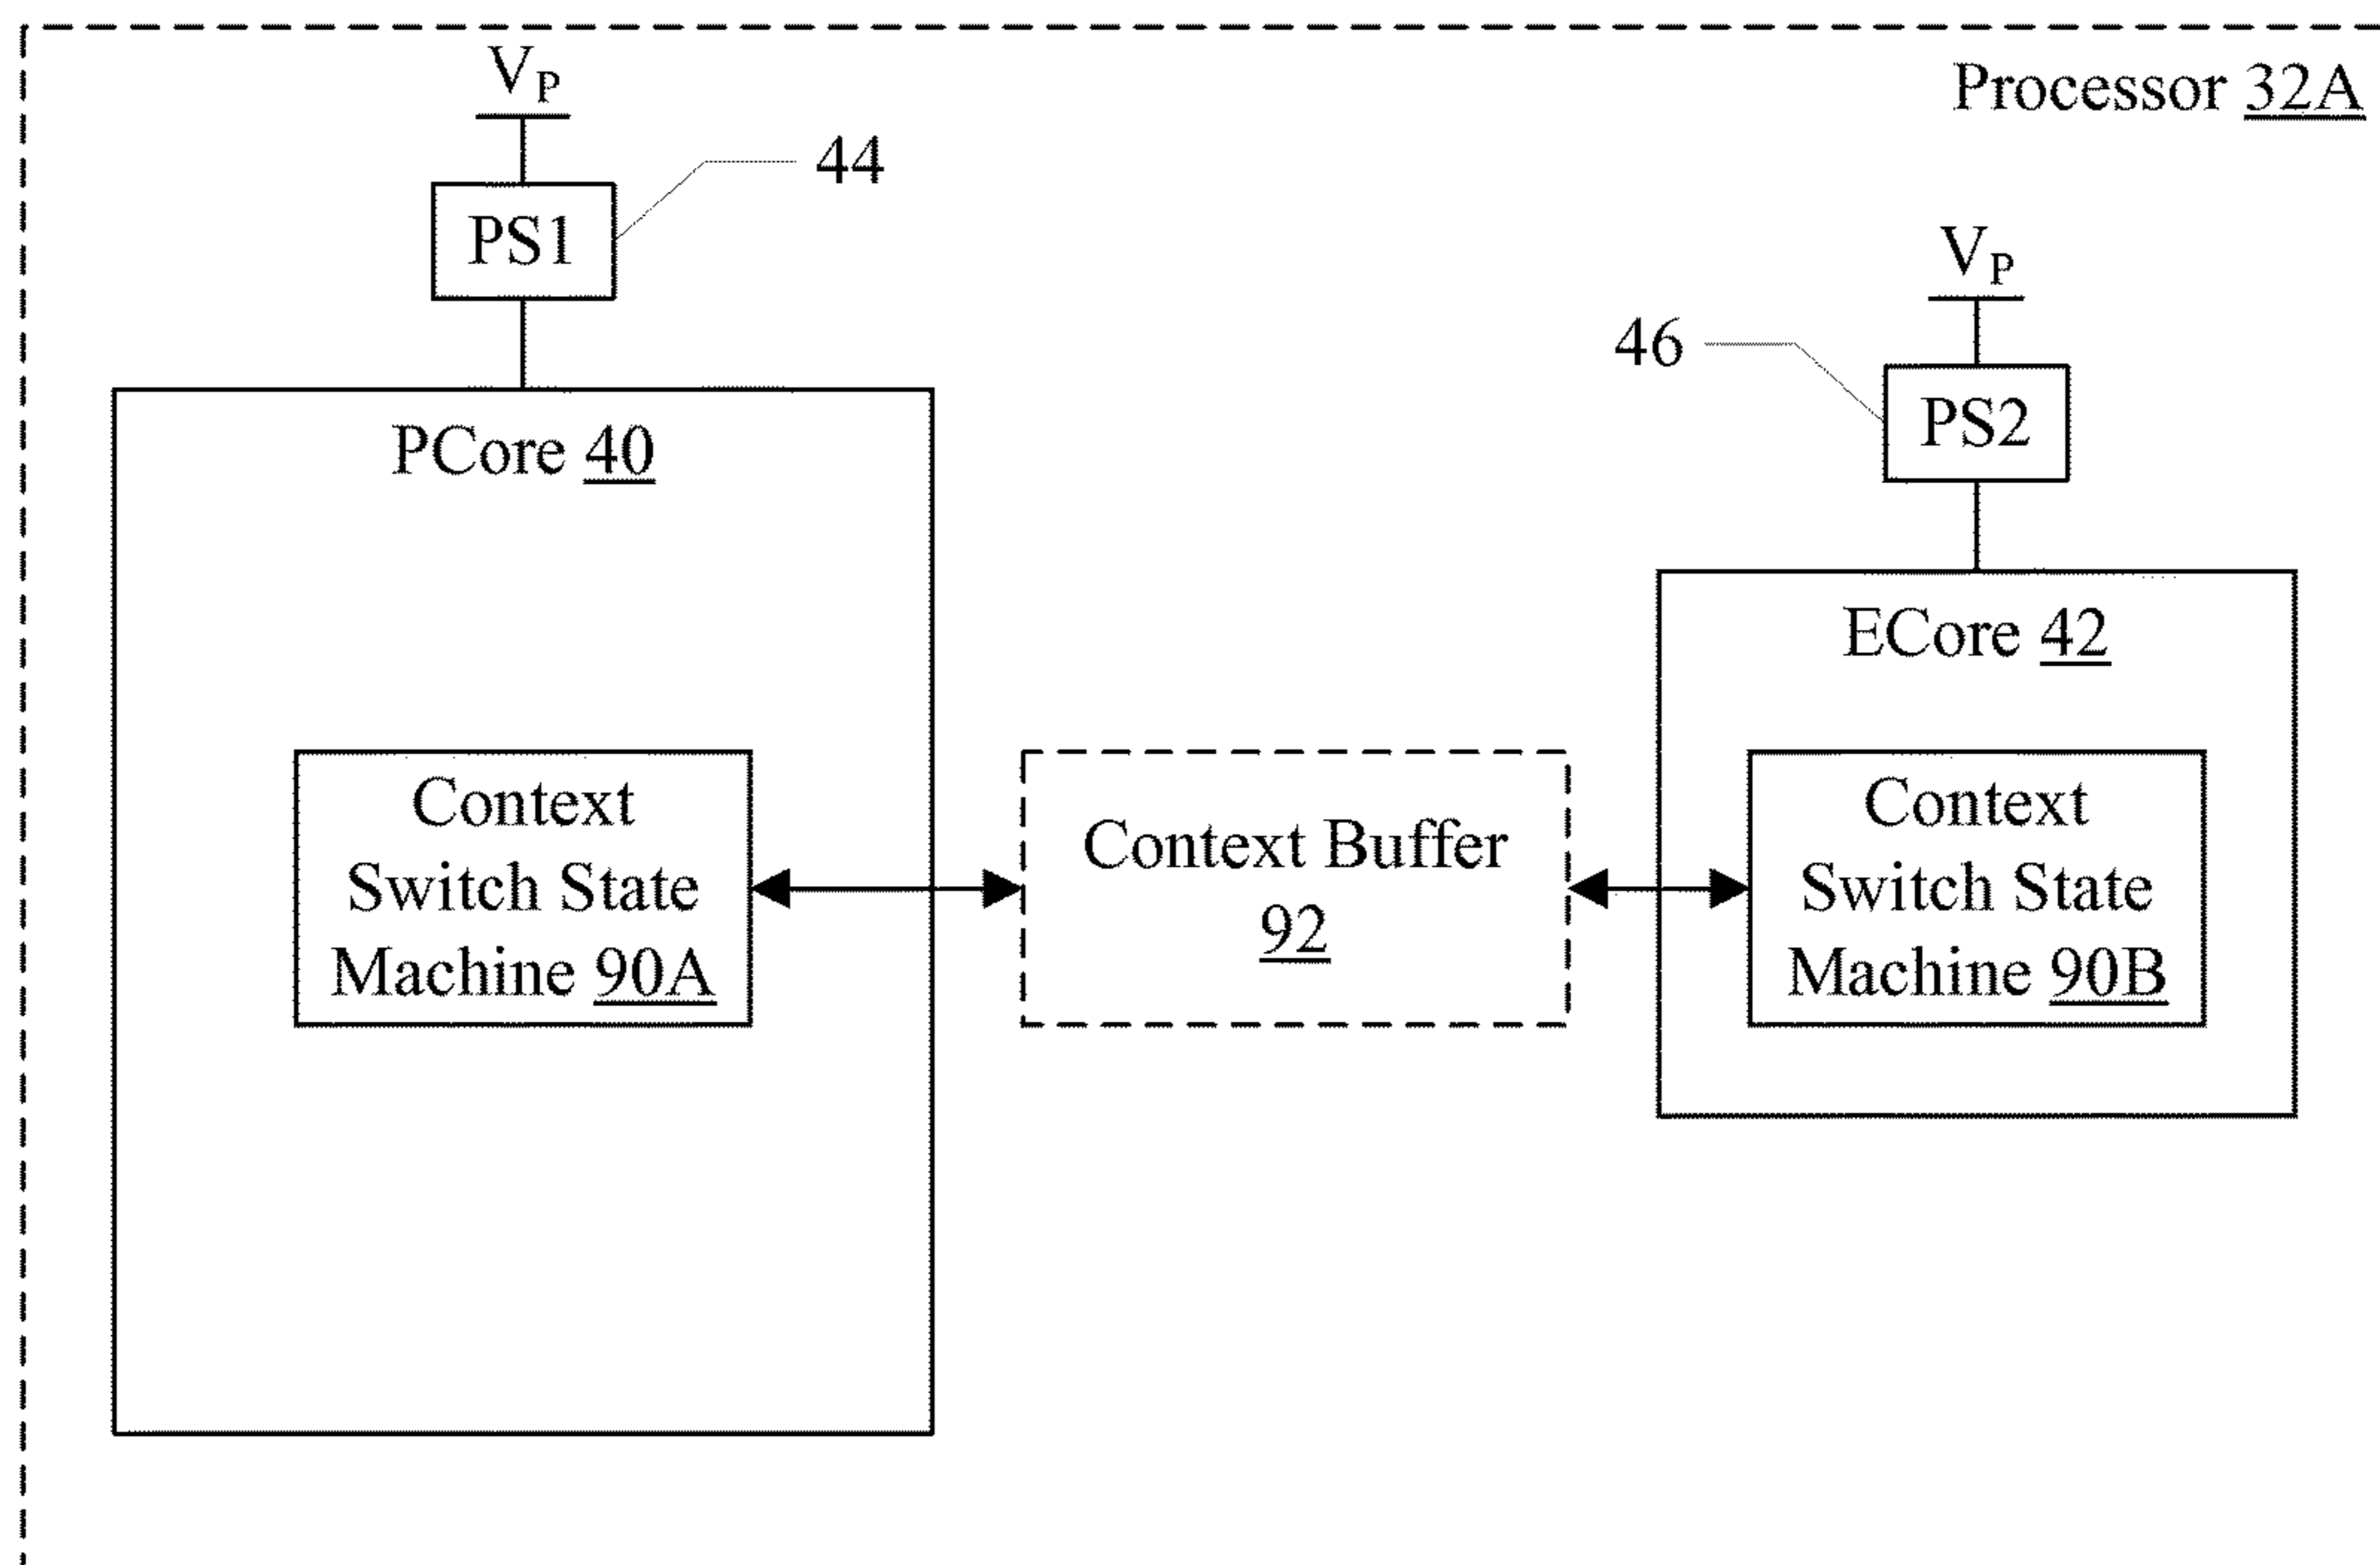 Processor 32A
VP
44
PS1
VP
46
PS2
PCore 40
ECore 42
Context
Switch State
Machine 90A
Context Buffer
92
Context
Switch State
Machine 90B